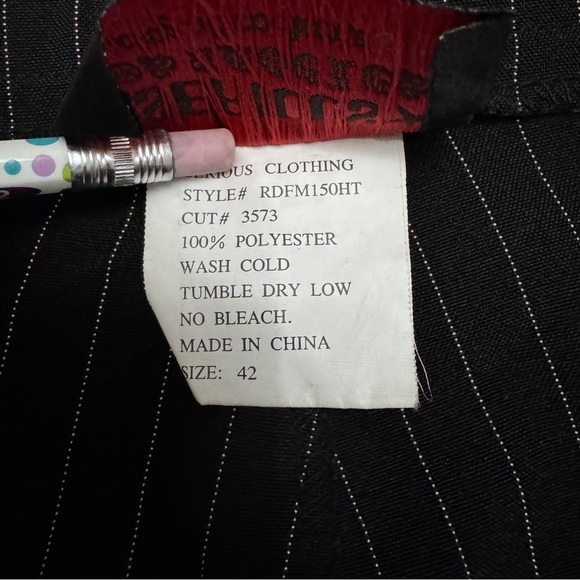 SERIOUS CLOTHING
STYLE# RDFM150HT
CUT# 3573
100% POLYESTER
WASH COLD
TUMBLE DRY LOW
NO BLEACH.
MADE IN CHINA
SIZE: 42